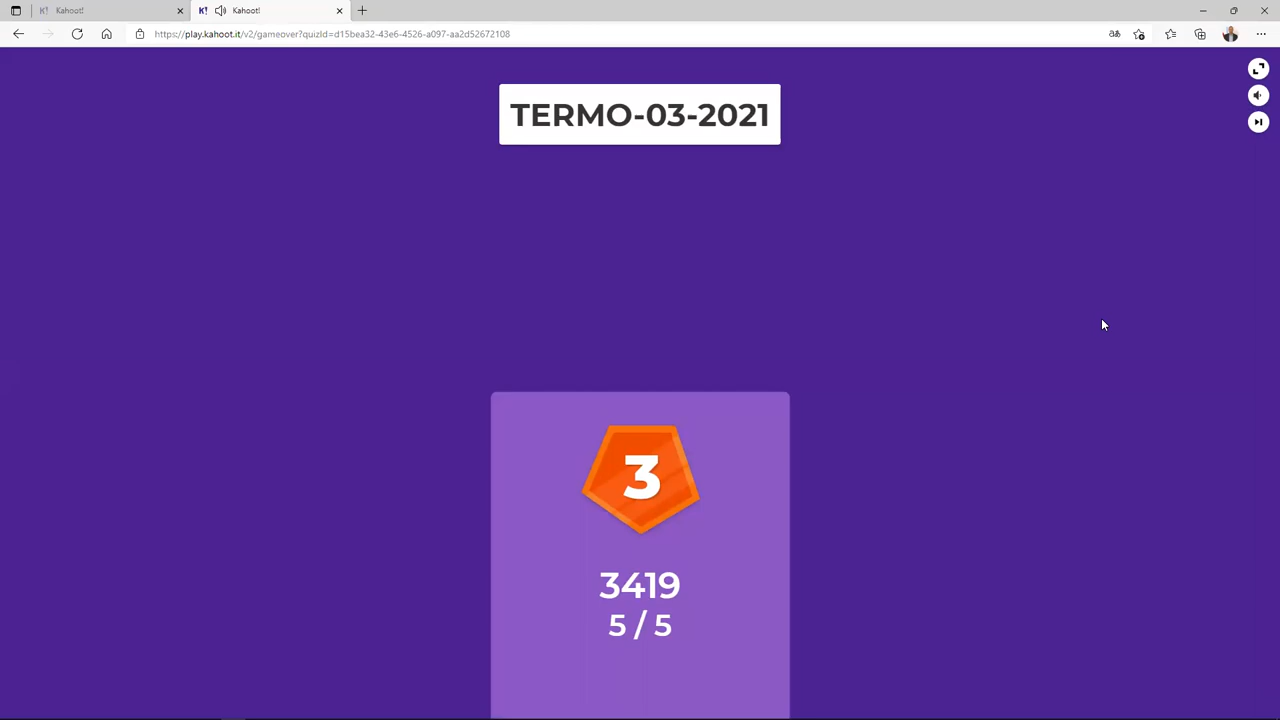 Kahoot!
Kahoot!
https://play.kahoot.it/v2/gameover?quizId=d15bea32-43e6-4526-a097-aa2d52672108
TERMO-03-2021
3
3419
5 / 5